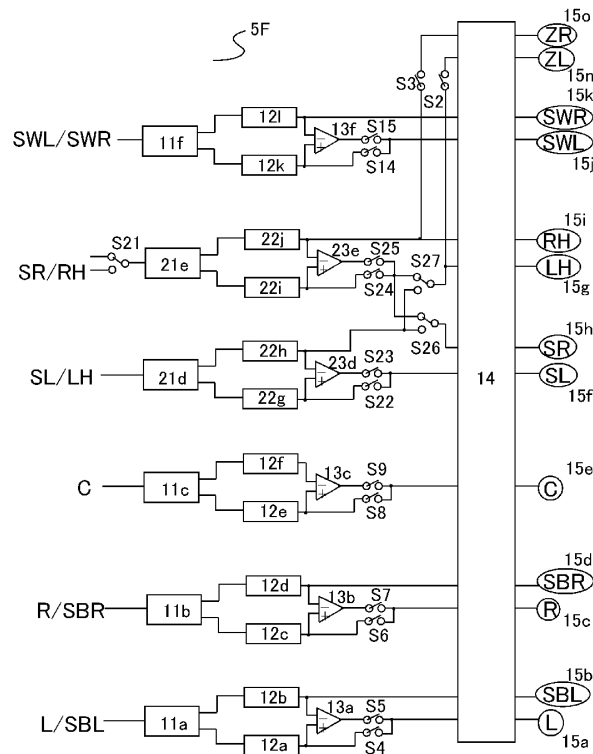 5F
15o
ZR
ZL
15n
S3
S2
15k
SWR
SWL
15j
SWL/SWR
11f
12l
12k
13f
S15
S14
15i
RH
LH
15g
SR/RH
S21
21e
22j
22i
23e
S25
S24
S27
S26
15h
SR
SL
15f
SL/LH
21d
22h
22g
23d
S23
S22
14
C
11c
12f
12e
13c
S9
S8
15e
C
R/SBR
11b
12d
12c
13b
S7
S6
15d
SBR
R
15c
L/SBL
11a
12b
12a
13a
S5
S4
15b
SBL
L
15a